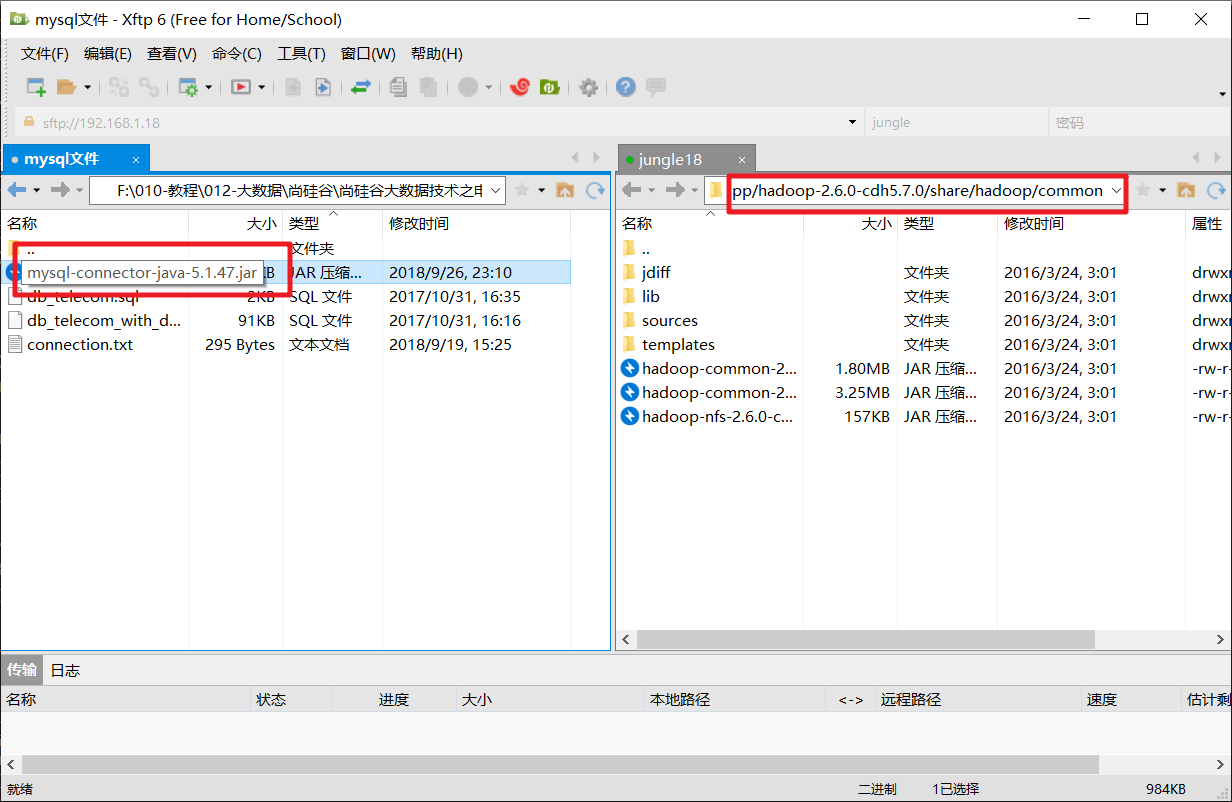 mysql文件 - Xftp 6 (Free for Home/School)
文件(F) 编辑(E) 查看(V) 命令(C) 工具(T) 窗口(W) 帮助(H)
sftp://192.168.1.18 jungle 密码
mysql文件 × jungle18 ×
F:\010-教程\012-大数据\尚硅谷\尚硅谷大数据技术之电 pp/hadoop-2.6.0-cdh5.7.0/share/hadoop/common
名称 大小 类型 修改时间 名称 大小 类型 修改时间 属性
.. 文件夹 ..
mysql-connector-java-5.1.47.jar KB JAR 压缩... 2018/9/26, 23:10 jdiff 文件夹 2016/3/24, 3:01 drwxr
db_telecom.sql 2KB SQL 文件 2017/10/31, 16:35 lib 文件夹 2016/3/24, 3:01 drwxr
db_telecom_with_d... 91KB SQL 文件 2017/10/31, 16:16 sources 文件夹 2016/3/24, 3:01 drwxr
connection.txt 295 Bytes 文本文档 2018/9/19, 15:25 templates 文件夹 2016/3/24, 3:01 drwxr
hadoop-common-2... 1.80MB JAR 压缩... 2016/3/24, 3:01 -rw-r-
hadoop-common-2... 3.25MB JAR 压缩... 2016/3/24, 3:01 -rw-r-
hadoop-nfs-2.6.0-c... 157KB JAR 压缩... 2016/3/24, 3:01 -rw-r-
传输 日志
名称 状态 进度 大小 本地路径 <-> 远程路径 速度 估计剩
就绪 二进制 1已选择 984KB